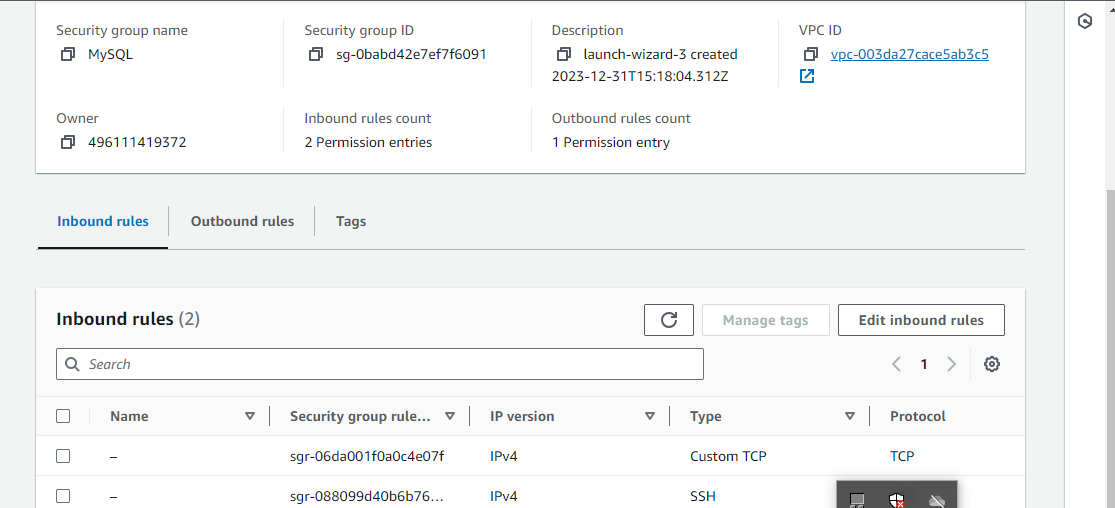 Security group name
Security group ID
Description
VPC ID
MySQL
sg-0babd42e7ef7f6091
launch-wizard-3 created
2023-12-31T15:18:04.312Z
vpc-003da27cace5ab3c5
Owner
Inbound rules count
Outbound rules count
496111419372
2 Permission entries
1 Permission entry
Inbound rules
Outbound rules
Tags
Inbound rules (2)
Manage tags
Edit inbound rules
Search
1
Name
Security group rule...
IP version
Type
Protocol
–
sgr-06da001f0a0c4e07f
IPv4
Custom TCP
TCP
–
sgr-088099d40b6b76...
IPv4
SSH